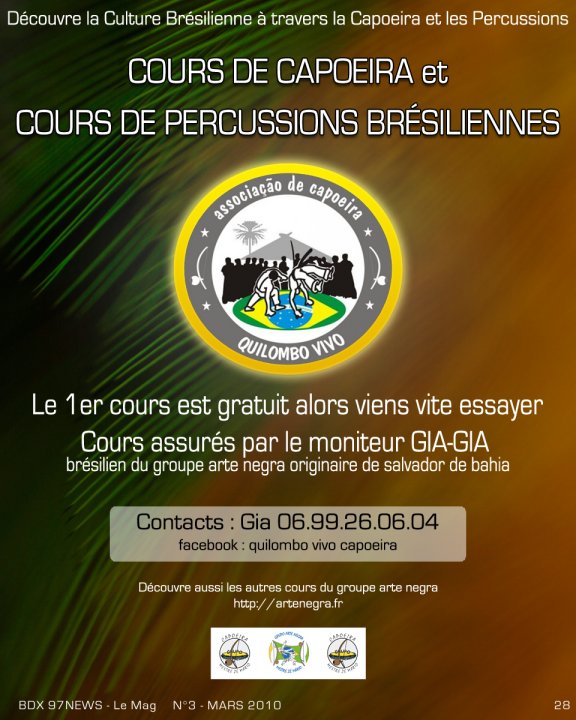 Découvre la Culture Brésilienne à travers la Capoeira et les Percussions
COURS DE CAPOEIRA et
COURS DE PERCUSSIONS BRÉSILIENNES
associação de capoeira
QUILOMBO VIVO
Le 1er cours est gratuit alors viens vite essayer
Cours assurés par le moniteur GIA-GIA
brésilien du groupe arte negra originaire de salvador de bahia
Contacts : Gia 06.99.26.06.04
facebook : quilombo vivo capoeira
Découvre aussi les autres cours du groupe arte negra
http://artenegra.fr
CAPOEIRA
CAPOEIRA
BDX 97NEWS - Le Mag N°3 - MARS 2010 28